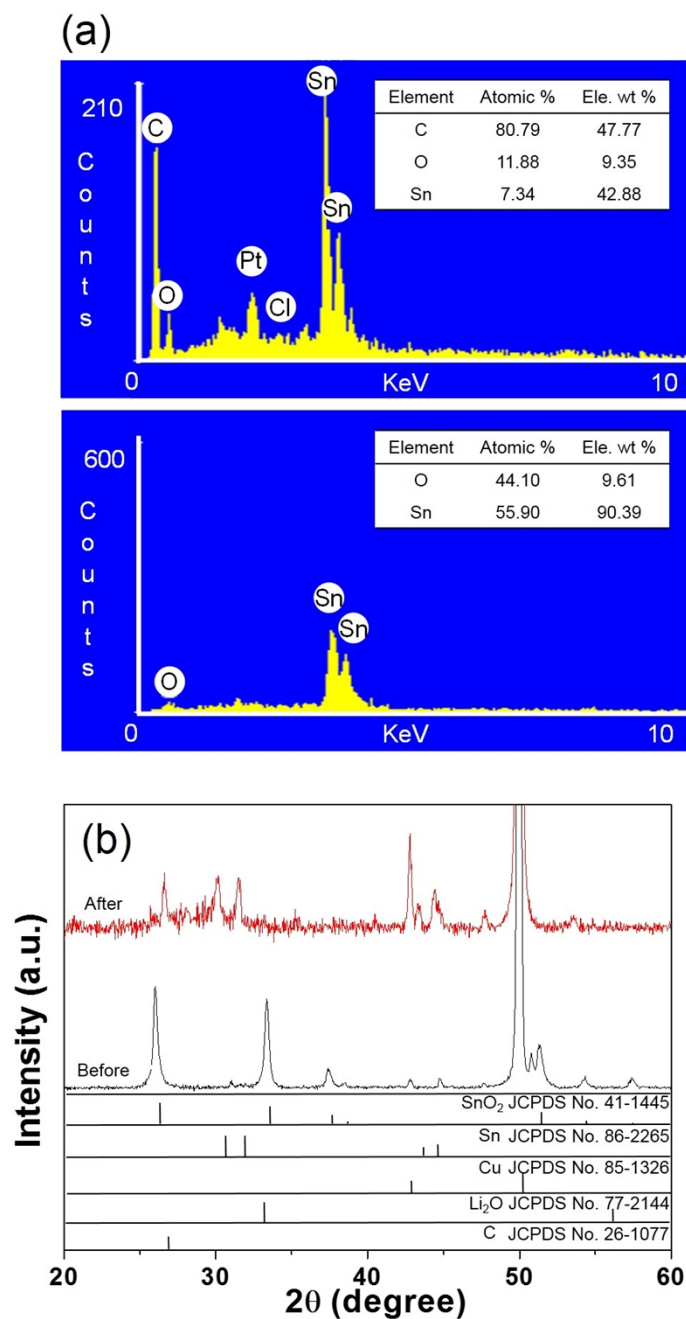 (a)
210
Counts
C
O
Pt
Cl
Sn
Sn
Element Atomic % Ele. wt %
C 80.79 47.77
O 11.88 9.35
Sn 7.34 42.88
0 KeV 10
600
Counts
O
Sn
Sn
Element Atomic % Ele. wt %
O 44.10 9.61
Sn 55.90 90.39
0 KeV 10
(b)
After
Before
SnO₂ JCPDS No. 41-1445
Sn JCPDS No. 86-2265
Cu JCPDS No. 85-1326
Li₂O JCPDS No. 77-2144
C JCPDS No. 26-1077
Intensity (a.u.)
20 30 40 50 60
2θ (degree)